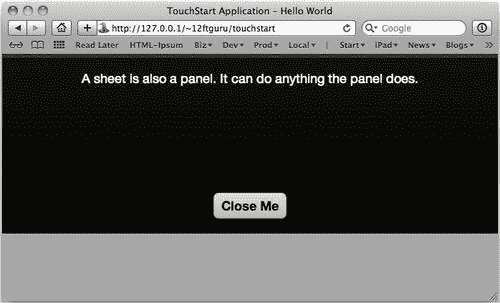 TouchStart Application – Hello World
http://127.0.0.1/~12ftguru/touchstart
Google
Read Later HTML-Ipsum Biz Dev Prod Local Start iPad News Blogs
A sheet is also a panel. It can do anything the panel does.
Close Me